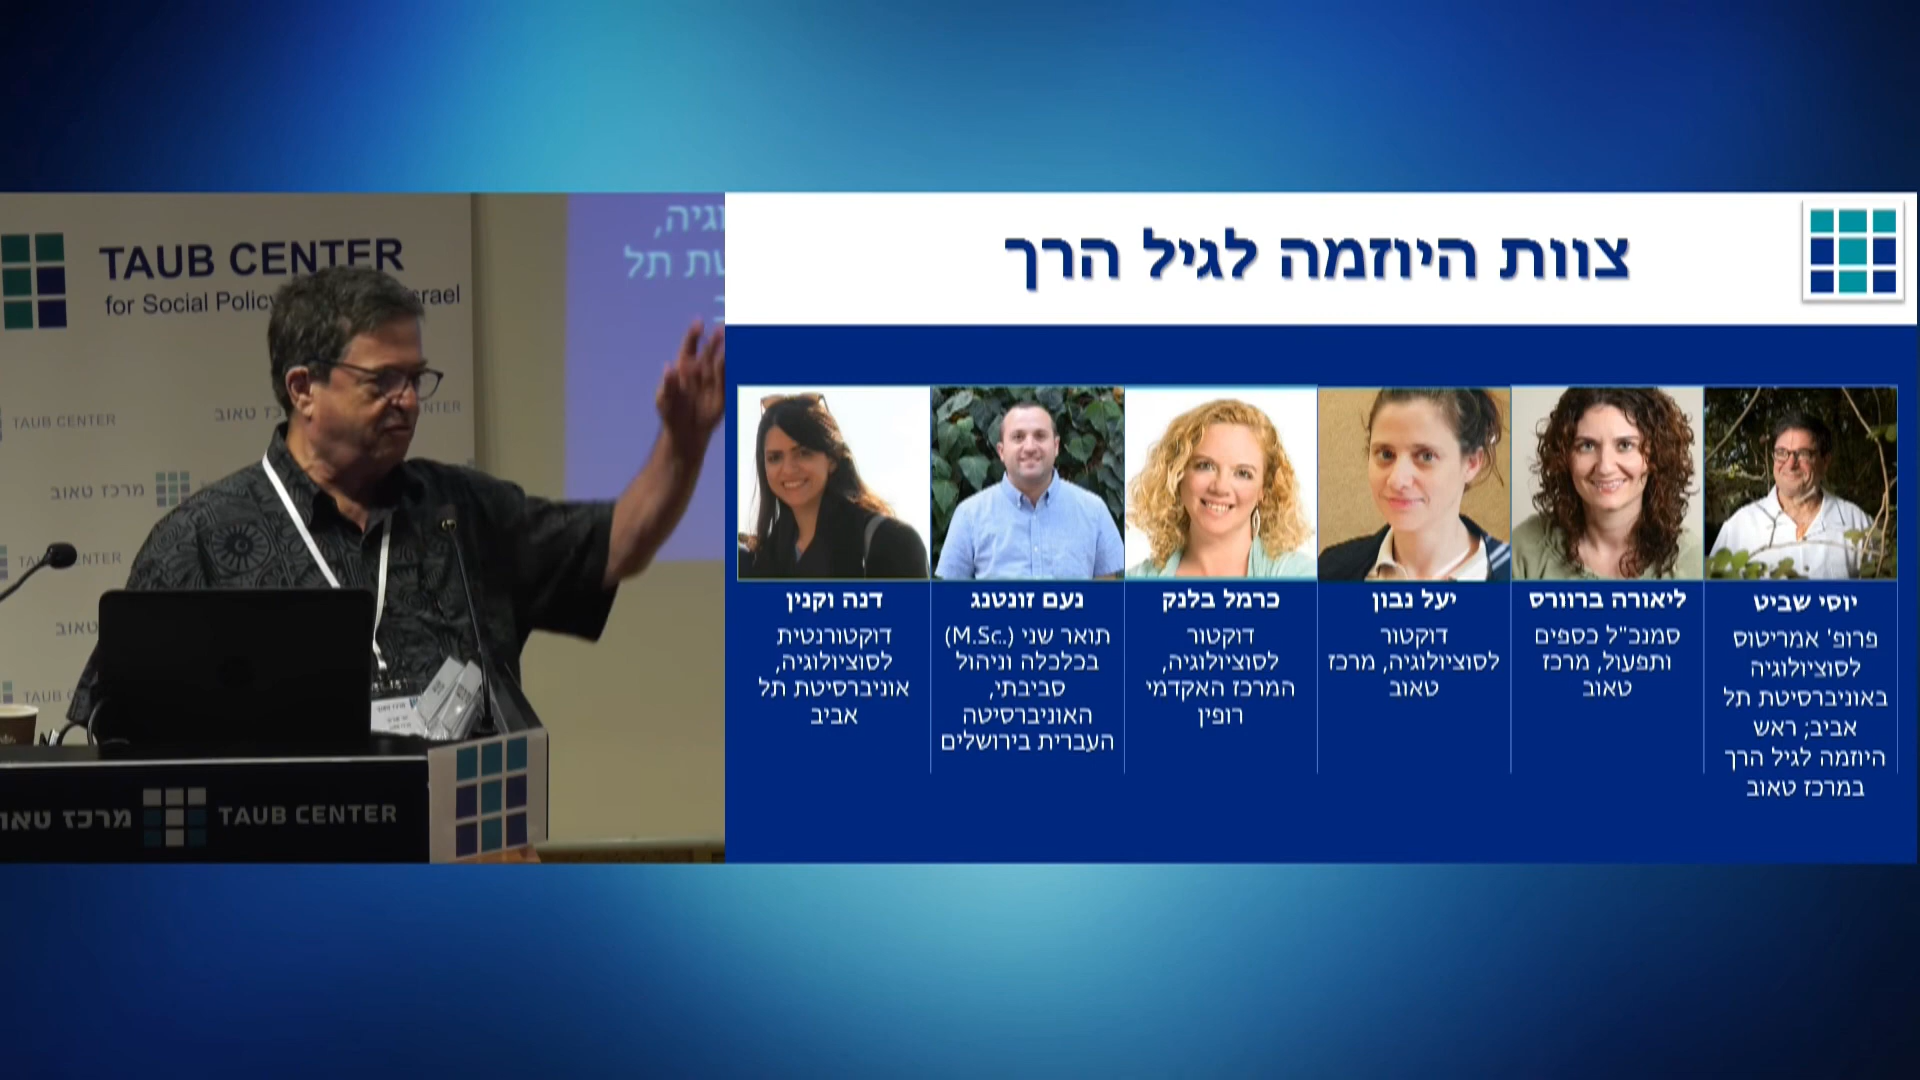 TAUB CENTER
for Social Policy
srael
TAUB CENTER
מרכז טאוב
TAUB CENTER
מרכז טאו
צוות היוזמה לגיל הרך
יוסי שביט
פרופ' אמריטוס
לסוציולוגיה
באוניברסיטת תל
אביב; ראש
היוזמה לגיל הרך
במרכז טאוב
ליאורה ברוורס
סמנכ"ל כספים
ותפעול, מרכז
טאוב
יעל נבון
דוקטור
לסוציולוגיה, מרכז
טאוב
כרמל בלנק
דוקטור
לסוציולוגיה,
המרכז האקדמי
רופין
נעם זונטנג
תואר שני (.M.Sc)
בכלכלה וניהול
סביבתי,
האוניברסיטה
העברית בירושלים
דנה וקנין
דוקטורנטית
לסוציולוגיה,
אוניברסיטת תל
אביב